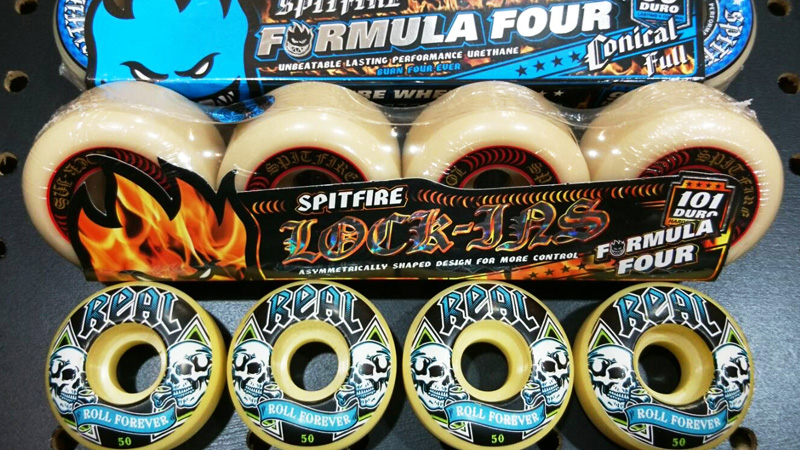 SPITFIRE
FORMULA FOUR
DURO
UNBEATABLE LASTING PERFORMANCE URETHANE
BURN FOUR EVER
Conical
Full
SPITFIRE
SPITFIRE
LOCK-INS
ASYMMETRICALLY SHAPED DESIGN FOR MORE CONTROL
101
DURO
FORMULA
FOUR
REAL
ROLL FOREVER
50
REAL
ROLL FOREVER
50
REAL
ROLL FOREVER
50
REAL
ROLL FOREVER
50